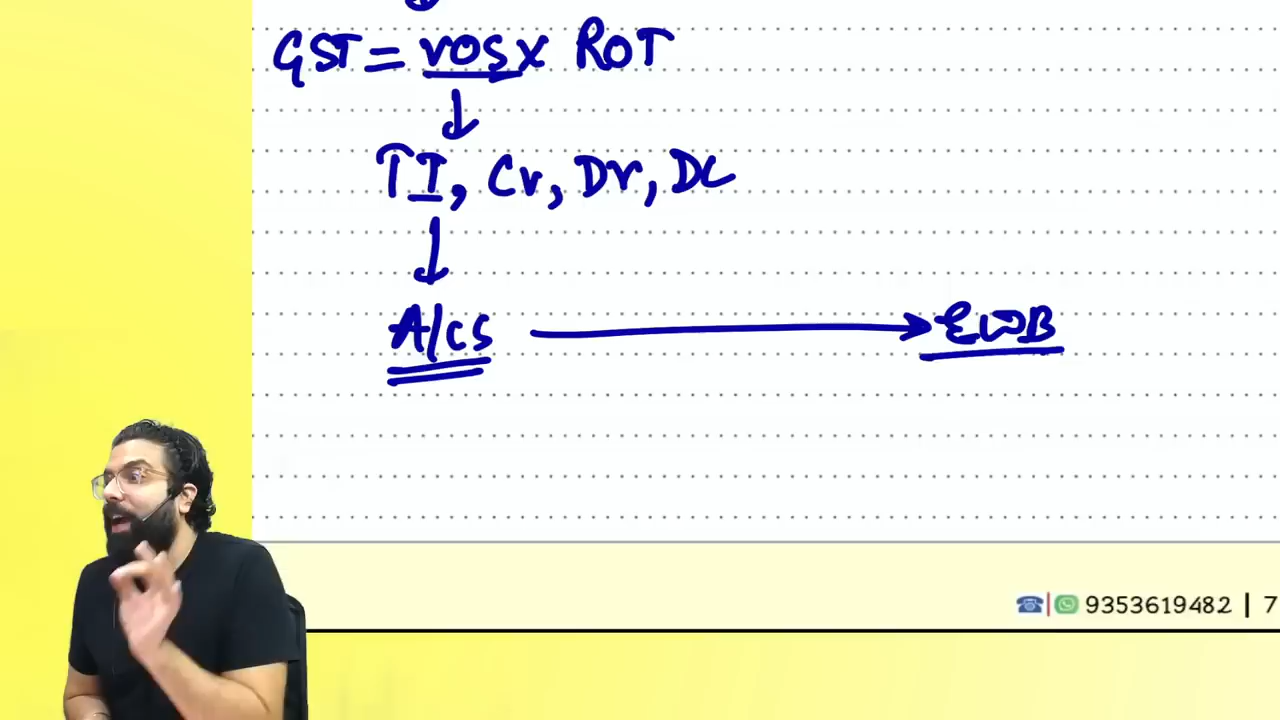 GST = VOS x ROT
↓
TI, Cr, Dr, DC
↓
A/cs → EWB
9353619482 | 7